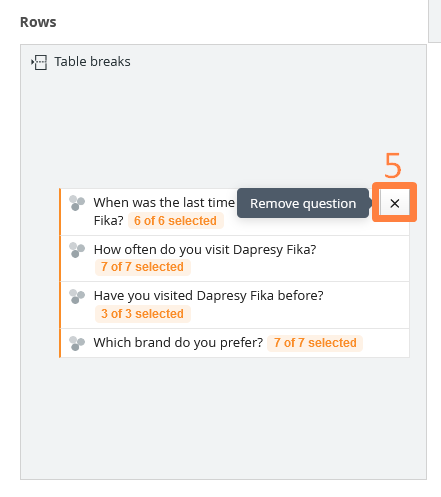 Rows
Table breaks
5
When was the last time
Remove question
Fika? 6 of 6 selected
How often do you visit Dapresy Fika?
7 of 7 selected
Have you visited Dapresy Fika before?
3 of 3 selected
Which brand do you prefer? 7 of 7 selected